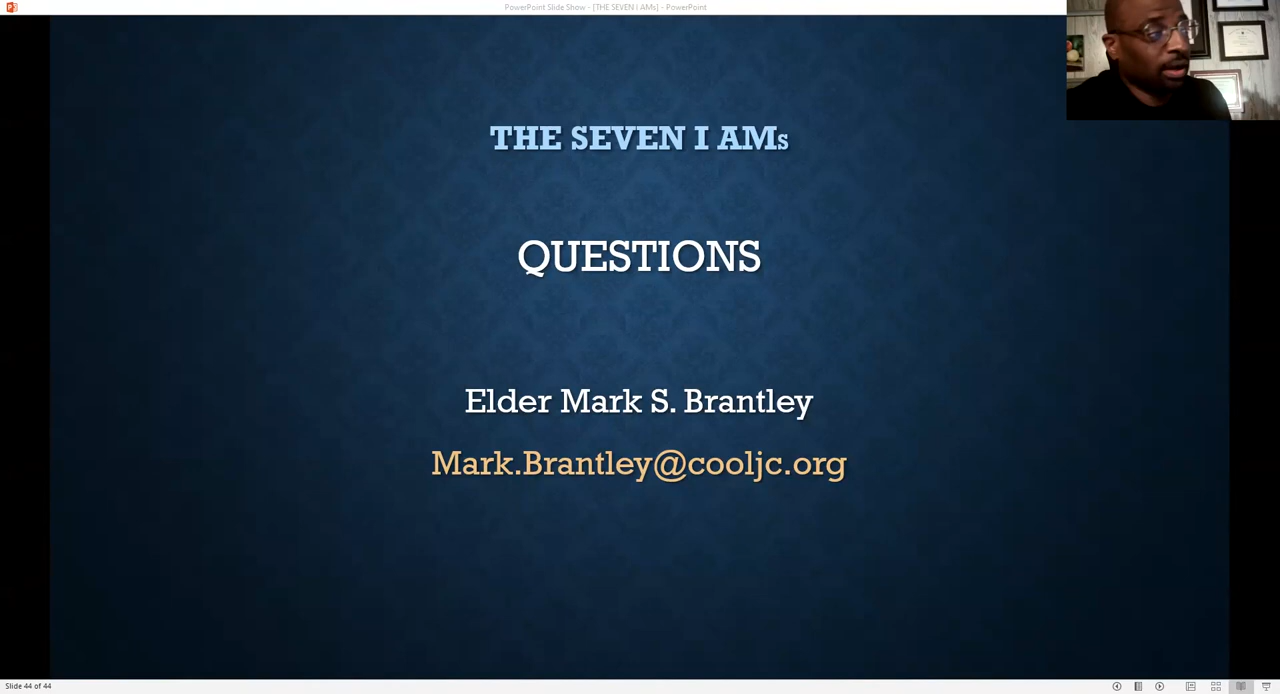 PowerPoint Slide Show - [THE SEVEN I AMs] - PowerPoint
THE SEVEN I AMs
QUESTIONS
Elder Mark S. Brantley
Mark.Brantley@cooljc.org
Slide 44 of 44